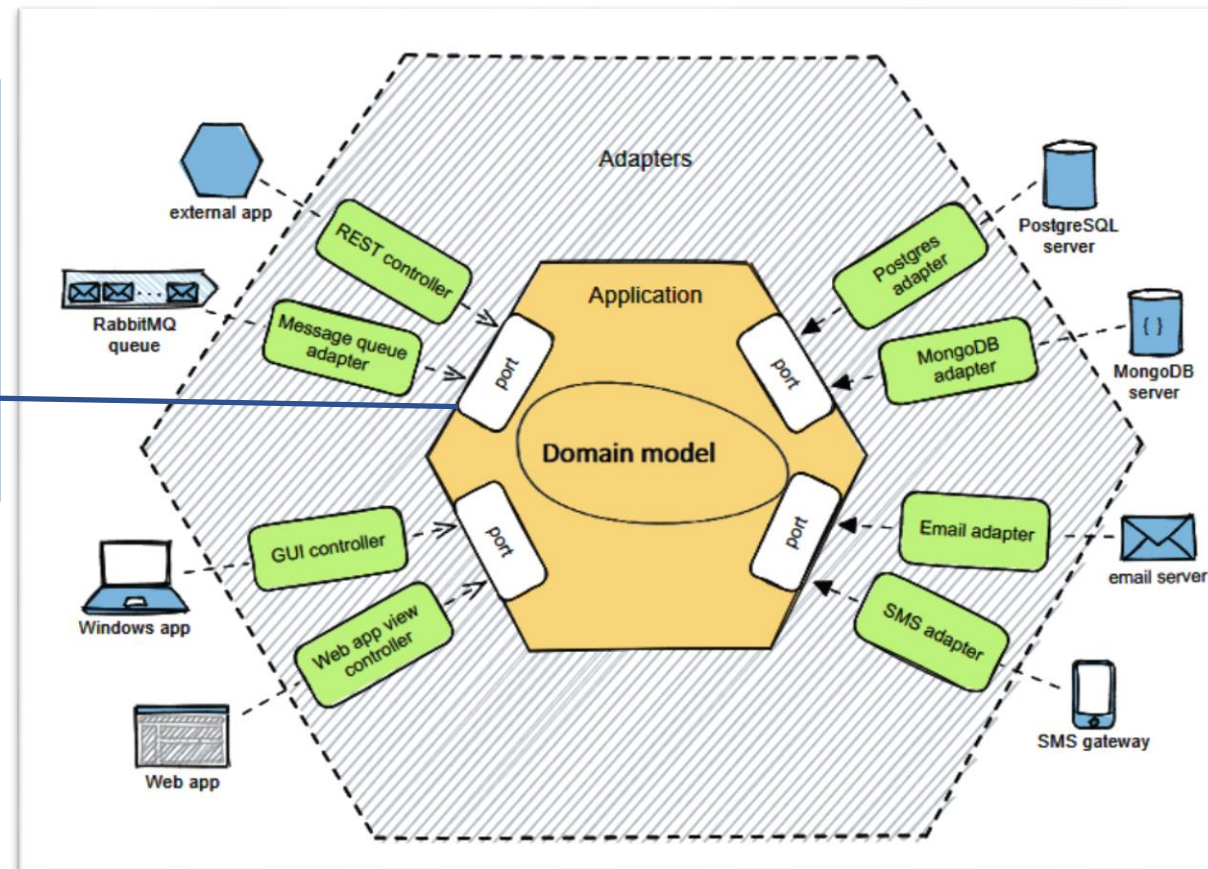 Adapters
external app
REST controller
RabbitMQ
queue
Message queue
adapter
Application
port
port
Postgres
adapter
PostgreSQL
server
MongoDB
adapter
{ }
MongoDB
server
Domain model
GUI controller
Windows app
port
Web app view
controller
Web app
port
Email adapter
email server
SMS adapter
SMS gateway